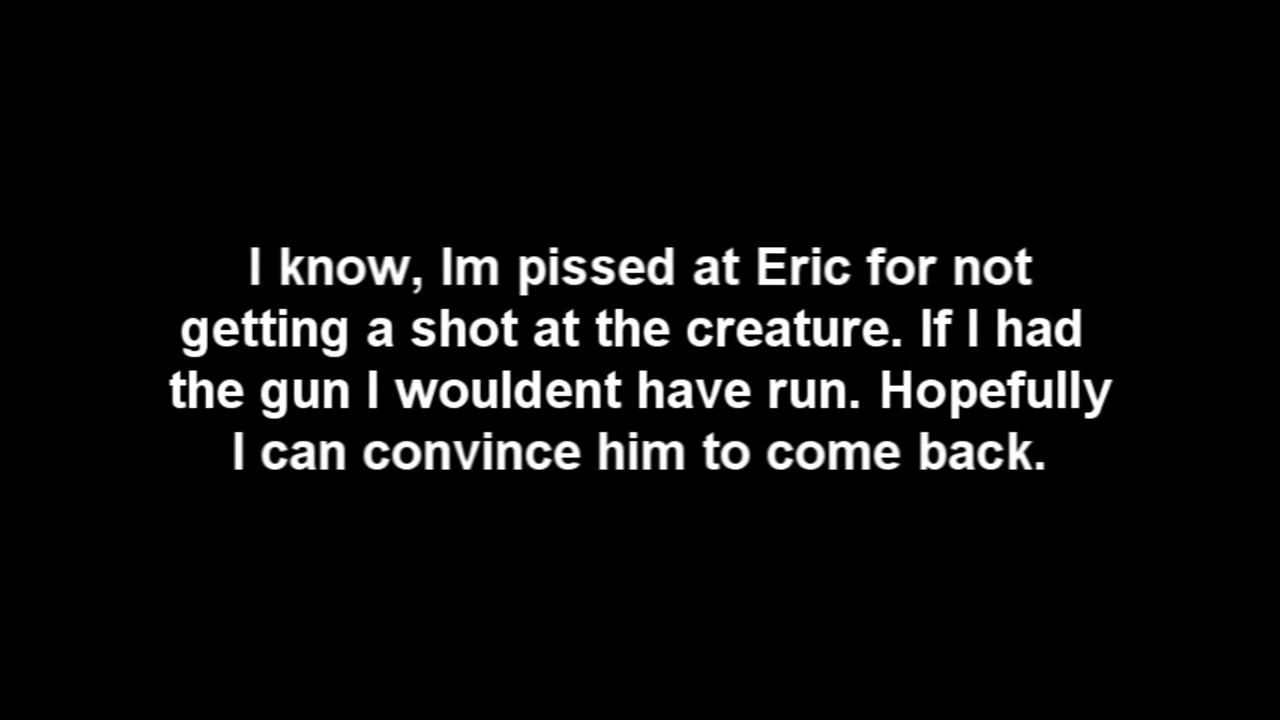 I know, Im pissed at Eric for not
getting a shot at the creature. If I had
the gun I wouldent have run. Hopefully
I can convince him to come back.